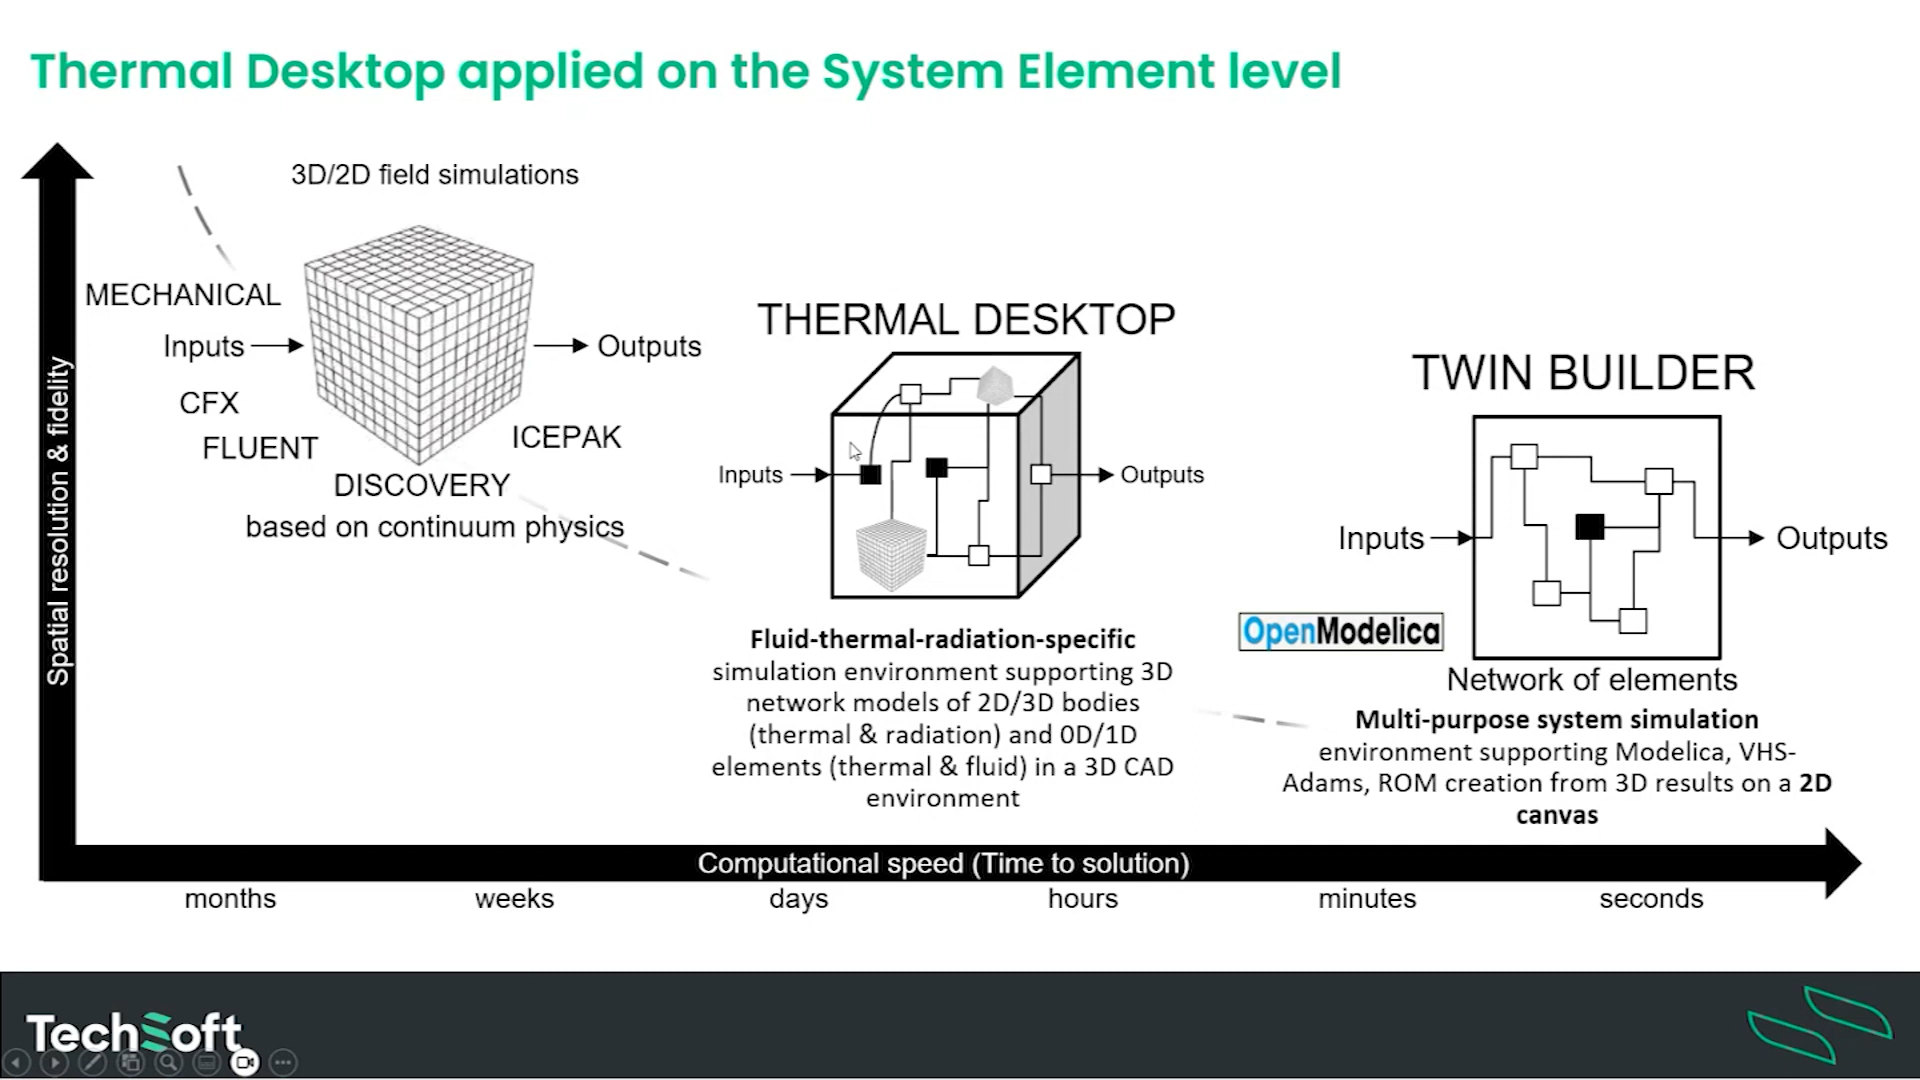 Thermal Desktop applied on the System Element level
Spatial resolution & fidelity
3D/2D field simulations
MECHANICAL
Inputs
Outputs
CFX
FLUENT
ICEPAK
DISCOVERY
based on continuum physics
THERMAL DESKTOP
Inputs
Outputs
Fluid-thermal-radiation-specific
simulation environment supporting 3D
network models of 2D/3D bodies
(thermal & radiation) and 0D/1D
elements (thermal & fluid) in a 3D CAD
environment
TWIN BUILDER
Inputs
Outputs
OpenModelica
Network of elements
Multi-purpose system simulation
environment supporting Modelica, VHS-
Adams, ROM creation from 3D results on a 2D
canvas
Computational speed (Time to solution)
months weeks days hours minutes seconds
TechSoft